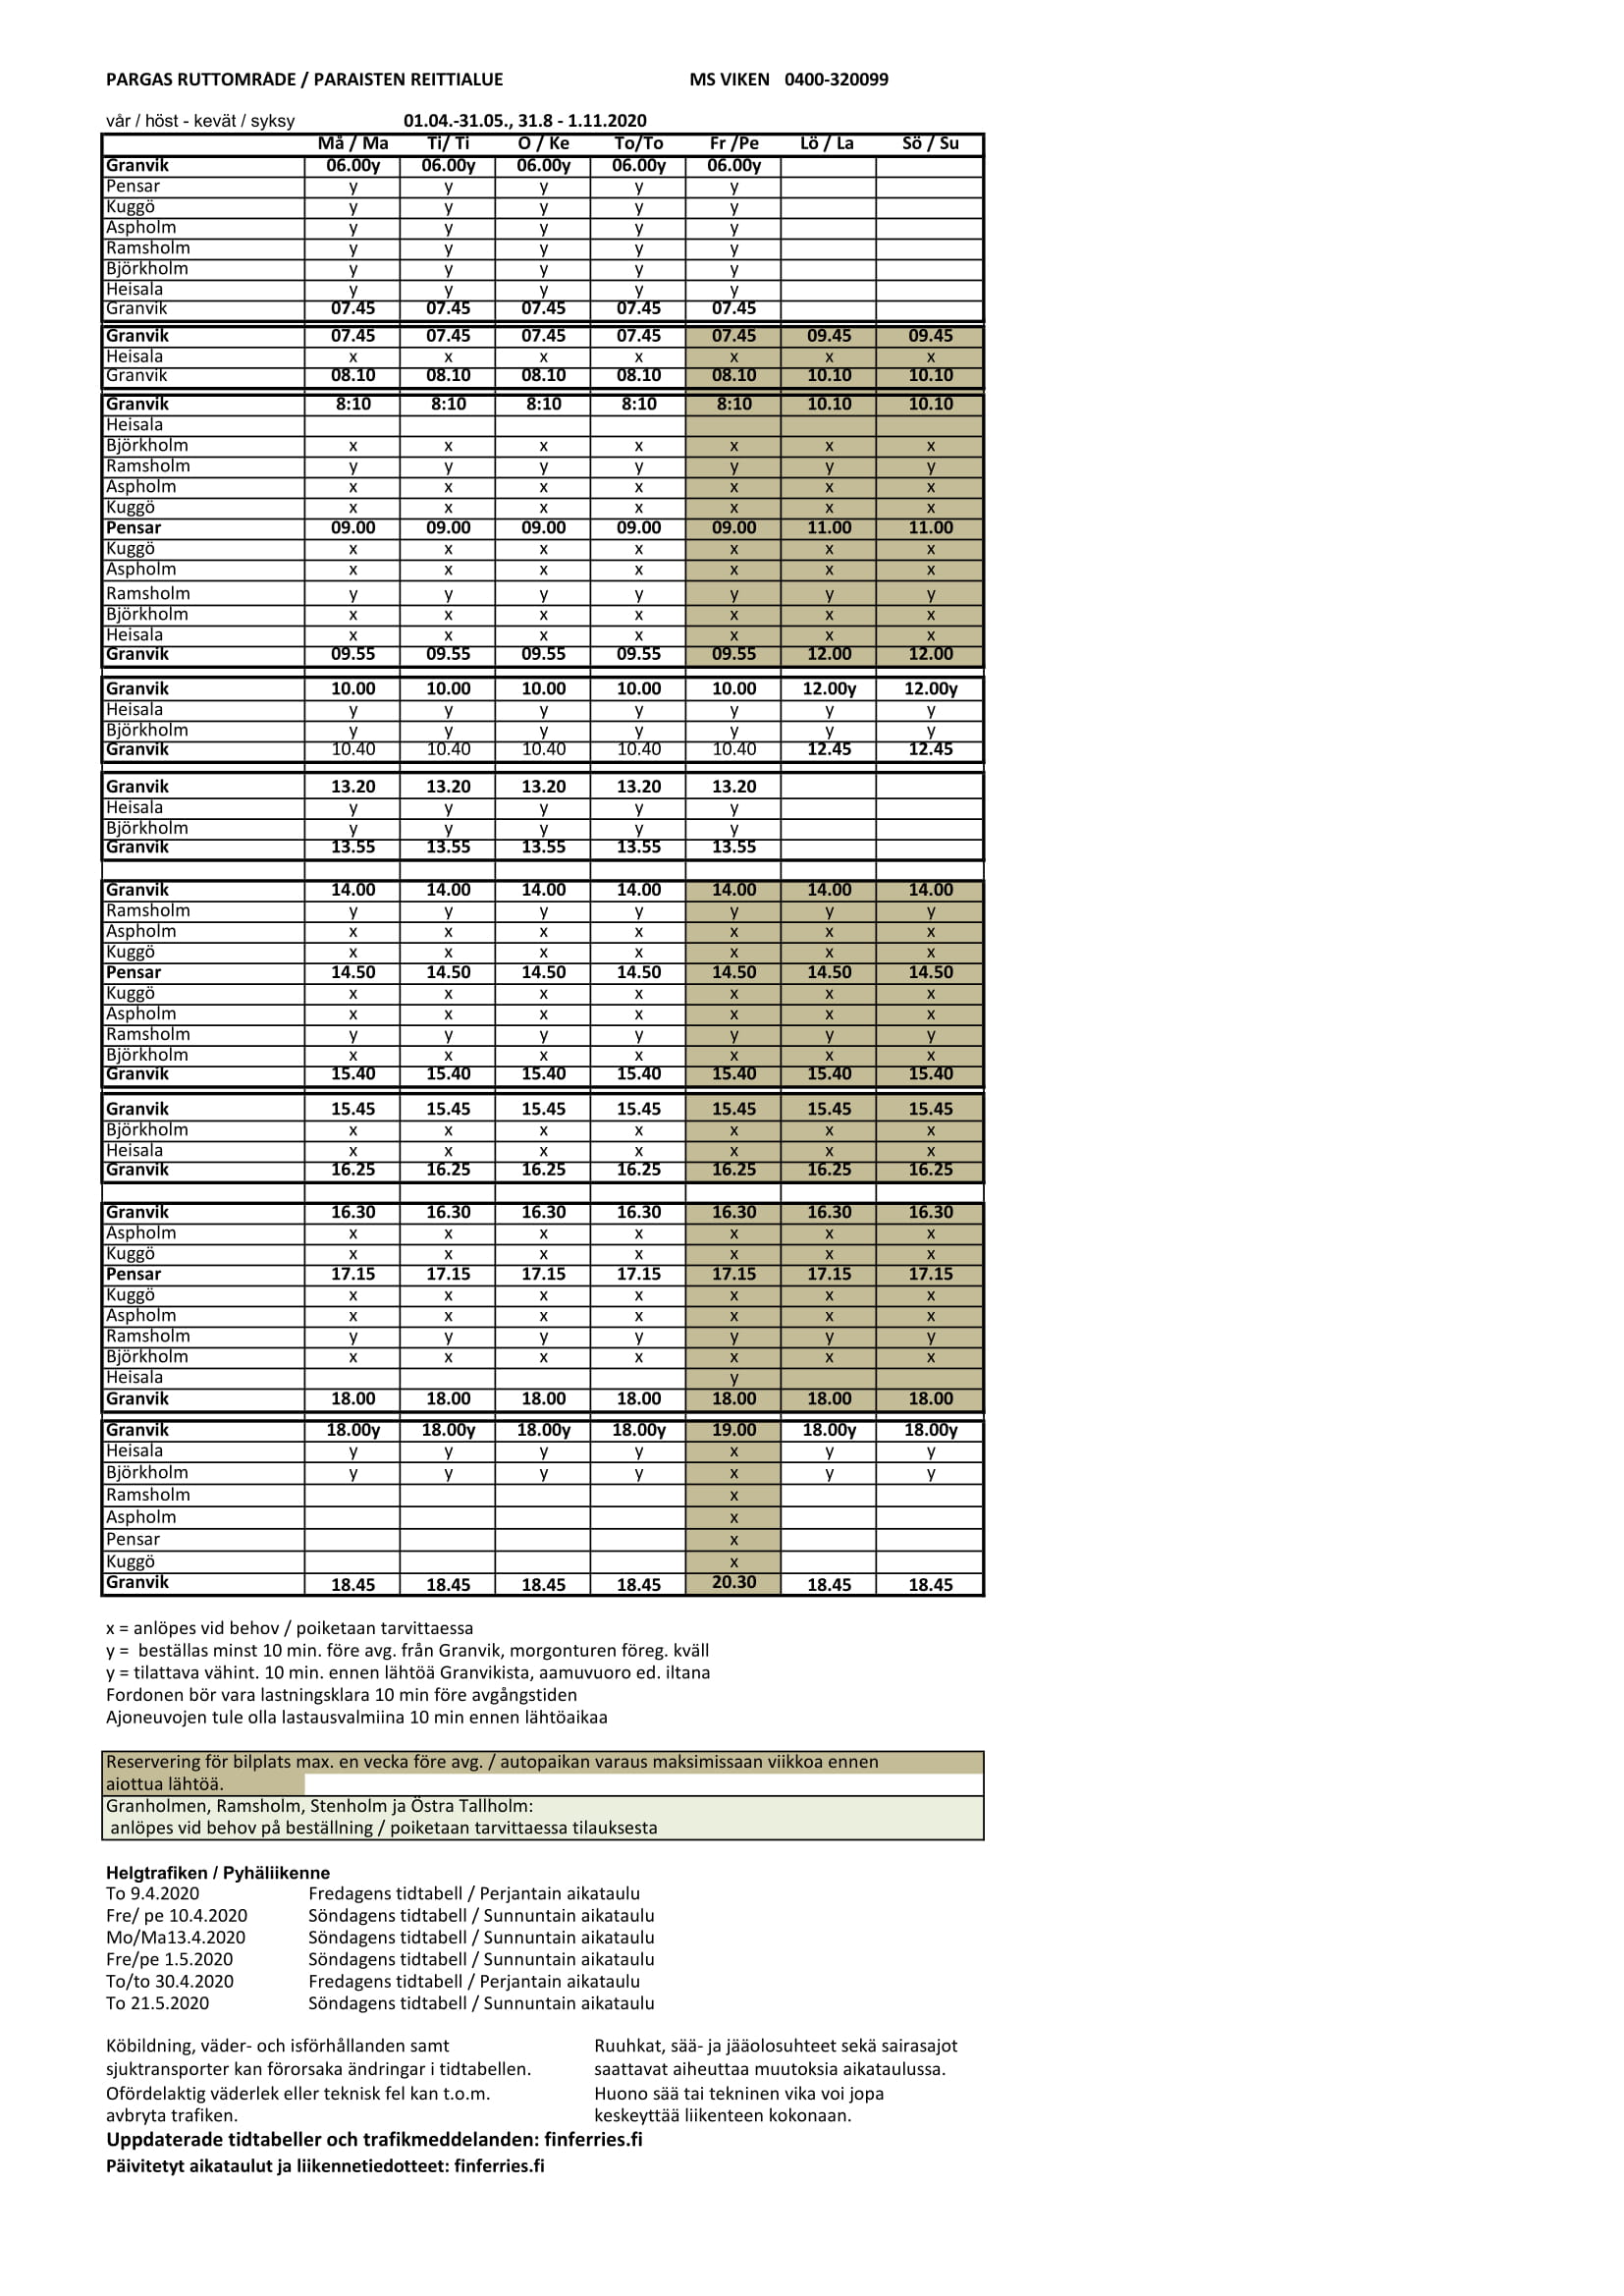 PARGAS RUTTOMRÅDE / PARAISTEN REITTIALUE MS VIKEN 0400-320099
vår / höst - kevät / syksy 01.04.-31.05., 31.8 - 1.11.2020
Må / Ma Ti/ Ti O / Ke To/To Fr /Pe Lö / La Sö / Su
Granvik 06.00y 06.00y 06.00y 06.00y 06.00y
Pensar y y y y y
Kuggö y y y y y
Aspholm y y y y y
Ramsholm y y y y y
Björkholm y y y y y
Heisala y y y y y
Granvik 07.45 07.45 07.45 07.45 07.45
Granvik 07.45 07.45 07.45 07.45 07.45 09.45 09.45
Heisala x x x x x x x
Granvik 08.10 08.10 08.10 08.10 08.10 10.10 10.10
Granvik 8:10 8:10 8:10 8:10 8:10 10.10 10.10
Heisala
Björkholm x x x x x x x
Ramsholm y y y y y y y
Aspholm x x x x x x x
Kuggö x x x x x x x
Pensar 09.00 09.00 09.00 09.00 09.00 11.00 11.00
Kuggö x x x x x x x
Aspholm x x x x x x x
Ramsholm y y y y y y y
Björkholm x x x x x x x
Heisala x x x x x x x
Granvik 09.55 09.55 09.55 09.55 09.55 12.00 12.00
Granvik 10.00 10.00 10.00 10.00 10.00 12.00y 12.00y
Heisala y y y y y y y
Björkholm y y y y y y y
Granvik 10.40 10.40 10.40 10.40 10.40 12.45 12.45
Granvik 13.20 13.20 13.20 13.20 13.20
Heisala y y y y y
Björkholm y y y y y
Granvik 13.55 13.55 13.55 13.55 13.55
Granvik 14.00 14.00 14.00 14.00 14.00 14.00 14.00
Ramsholm y y y y y y y
Aspholm x x x x x x x
Kuggö x x x x x x x
Pensar 14.50 14.50 14.50 14.50 14.50 14.50 14.50
Kuggö x x x x x x x
Aspholm x x x x x x x
Ramsholm y y y y y y y
Björkholm x x x x x x x
Granvik 15.40 15.40 15.40 15.40 15.40 15.40 15.40
Granvik 15.45 15.45 15.45 15.45 15.45 15.45 15.45
Björkholm x x x x x x x
Heisala x x x x x x x
Granvik 16.25 16.25 16.25 16.25 16.25 16.25 16.25
Granvik 16.30 16.30 16.30 16.30 16.30 16.30 16.30
Aspholm x x x x x x x
Kuggö x x x x x x x
Pensar 17.15 17.15 17.15 17.15 17.15 17.15 17.15
Kuggö x x x x x x x
Aspholm x x x x x x x
Ramsholm y y y y y y y
Björkholm x x x x x x x
Heisala y
Granvik 18.00 18.00 18.00 18.00 18.00 18.00 18.00
Granvik 18.00y 18.00y 18.00y 18.00y 19.00 18.00y 18.00y
Heisala y y y y x y y
Björkholm y y y y x y y
Ramsholm x
Aspholm x
Pensar x
Kuggö x
Granvik 18.45 18.45 18.45 18.45 20.30 18.45 18.45
x = anlöpes vid behov / poiketaan tarvittaessa
y = beställas minst 10 min. före avg. från Granvik, morgonturen föreg. kväll
y = tilattava vähint. 10 min. ennen lähtöä Granvikista, aamuvuoro ed. iltana
Fordonen bör vara lastningsklara 10 min före avgångstiden
Ajoneuvojen tule olla lastausvalmiina 10 min ennen lähtöaikaa
Reservering för bilplats max. en vecka före avg. / autopaikan varaus maksimissaan viikkoa ennen
aiottua lähtöä.
Granholmen, Ramsholm, Stenholm ja Östra Tallholm:
anlöpes vid behov på beställning / poiketaan tarvittaessa tilauksesta
Helgtrafiken / Pyhäliikenne
To 9.4.2020 Fredagens tidtabell / Perjantain aikataulu
Fre/ pe 10.4.2020 Söndagens tidtabell / Sunnuntain aikataulu
Mo/Ma13.4.2020 Söndagens tidtabell / Sunnuntain aikataulu
Fre/pe 1.5.2020 Söndagens tidtabell / Sunnuntain aikataulu
To/to 30.4.2020 Fredagens tidtabell / Perjantain aikataulu
To 21.5.2020 Söndagens tidtabell / Sunnuntain aikataulu
Köbildning, väder- och isförhållanden samt
sjuktransporter kan förorsaka ändringar i tidtabellen.
Ofördelaktig väderlek eller teknisk fel kan t.o.m.
avbryta trafiken.
Ruuhkat, sää- ja jääolosuhteet sekä sairasajot
saattavat aiheuttaa muutoksia aikataulussa.
Huono sää tai tekninen vika voi jopa
keskeyttää liikenteen kokonaan.
Uppdaterade tidtabeller och trafikmeddelanden: finferries.fi
Päivitetyt aikataulut ja liikennetiedotteet: finferries.fi